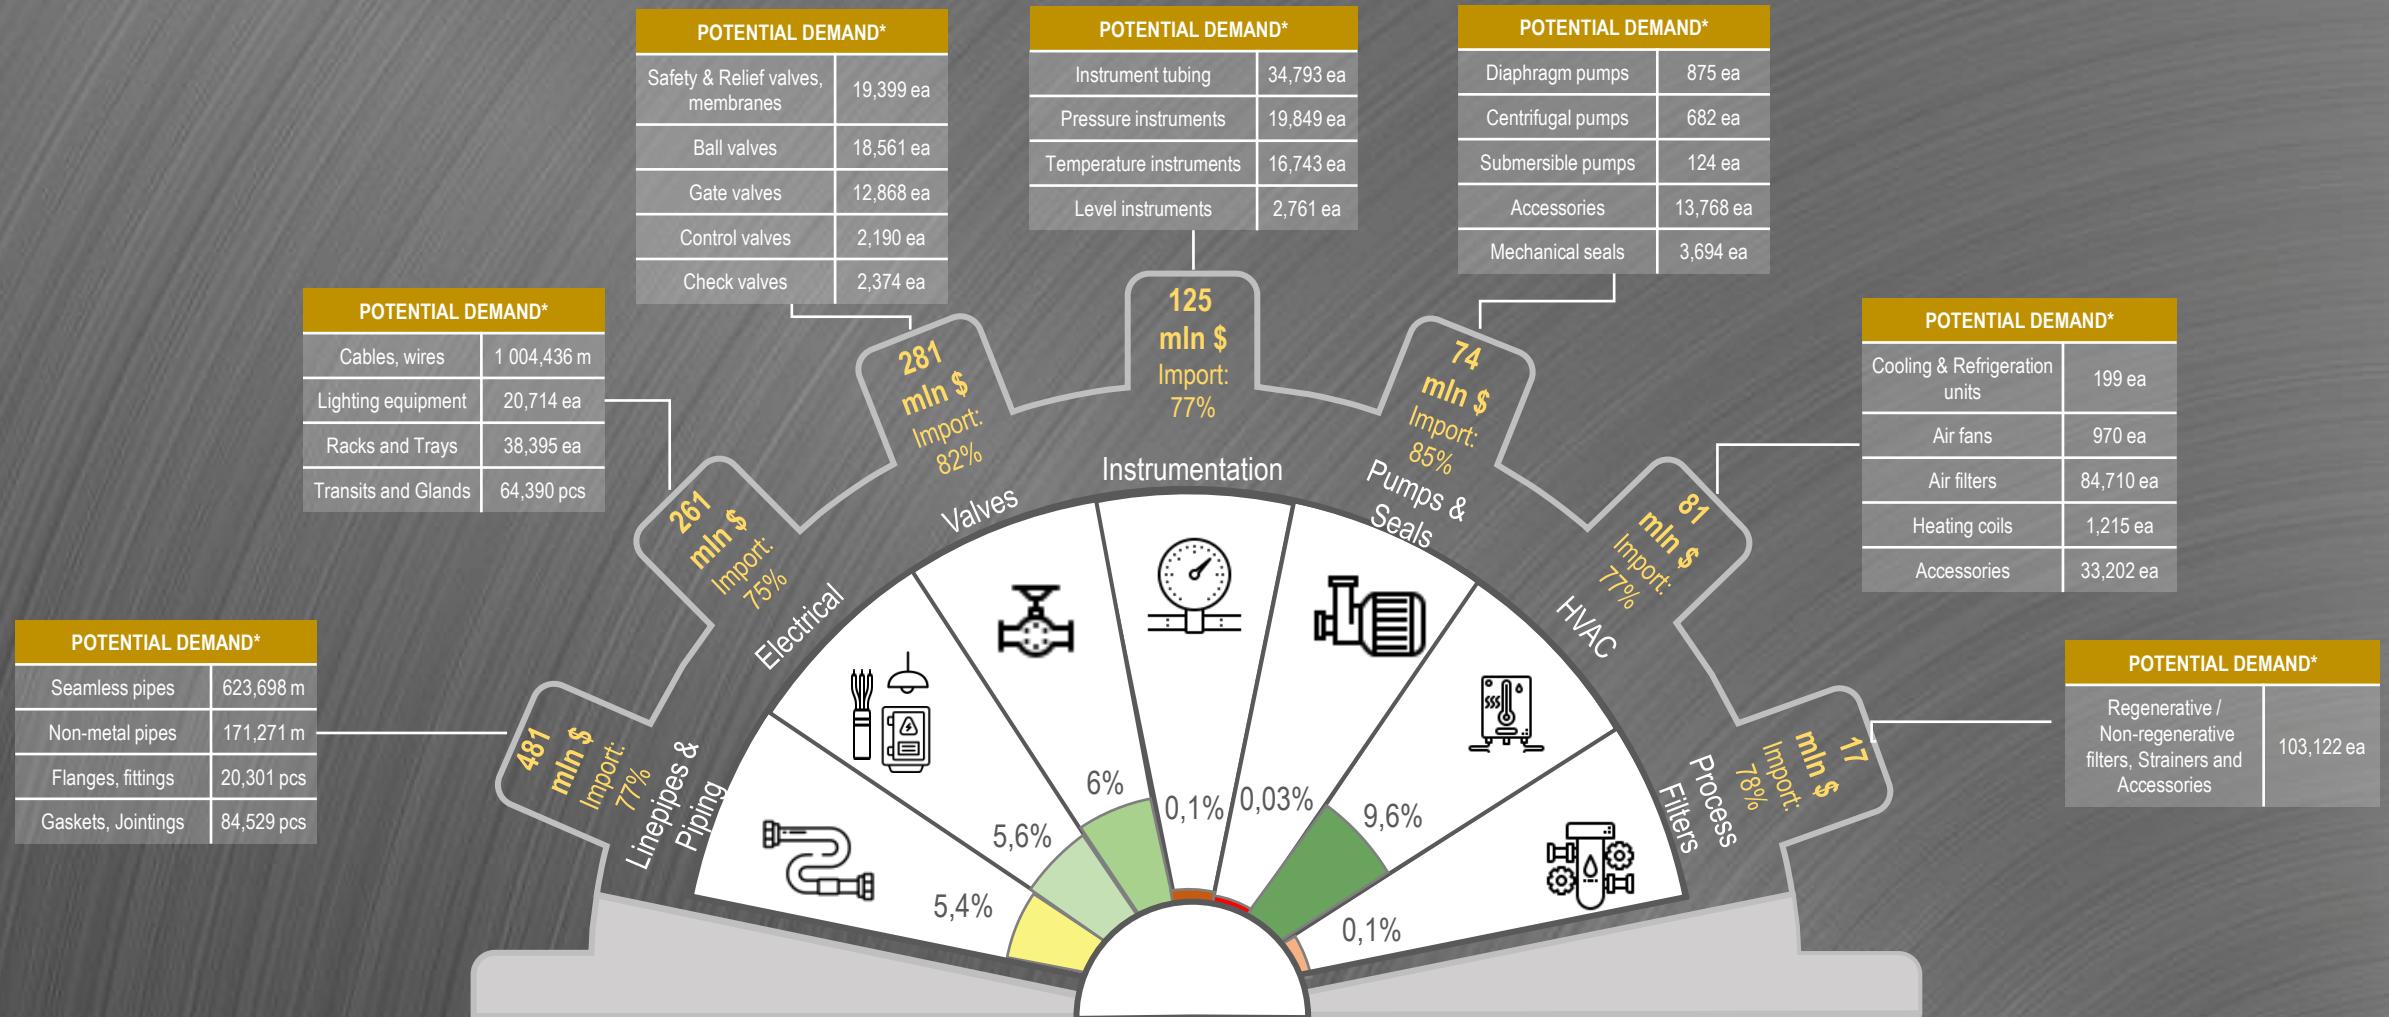 POTENTIAL DEMAND*
Safety & Relief valves, membranes 19,399 ea
Ball valves 18,561 ea
Gate valves 12,868 ea
Control valves 2,190 ea
Check valves 2,374 ea
POTENTIAL DEMAND*
Instrument tubing 34,793 ea
Pressure instruments 19,849 ea
Temperature instruments 16,743 ea
Level instruments 2,761 ea
POTENTIAL DEMAND*
Diaphragm pumps 875 ea
Centrifugal pumps 682 ea
Submersible pumps 124 ea
Accessories 13,768 ea
Mechanical seals 3,694 ea
POTENTIAL DEMAND*
Cables, wires 1 004,436 m
Lighting equipment 20,714 ea
Racks and Trays 38,395 ea
Transits and Glands 64,390 pcs
POTENTIAL DEMAND*
Cooling & Refrigeration units 199 ea
Air fans 970 ea
Air filters 84,710 ea
Heating coils 1,215 ea
Accessories 33,202 ea
POTENTIAL DEMAND*
Seamless pipes 623,698 m
Non-metal pipes 171,271 m
Flanges, fittings 20,301 pcs
Gaskets, Jointings 84,529 pcs
POTENTIAL DEMAND*
Regenerative /
Non-regenerative
filters, Strainers and
Accessories
103,122 ea
481
mln $
Import:
77%
Linepipes &
Piping
5,4%
261
mln $
Import:
75%
Electrical
5,6%
281
mln $
Import:
82%
Valves
6%
125
mln $
Import:
77%
Instrumentation
0,1%
74
mln $
Import:
85%
Pumps &
Seals
0,03%
81
mln $
Import:
77%
HVAC
9,6%
17
mln $
Import:
78%
Process
Filters
0,1%